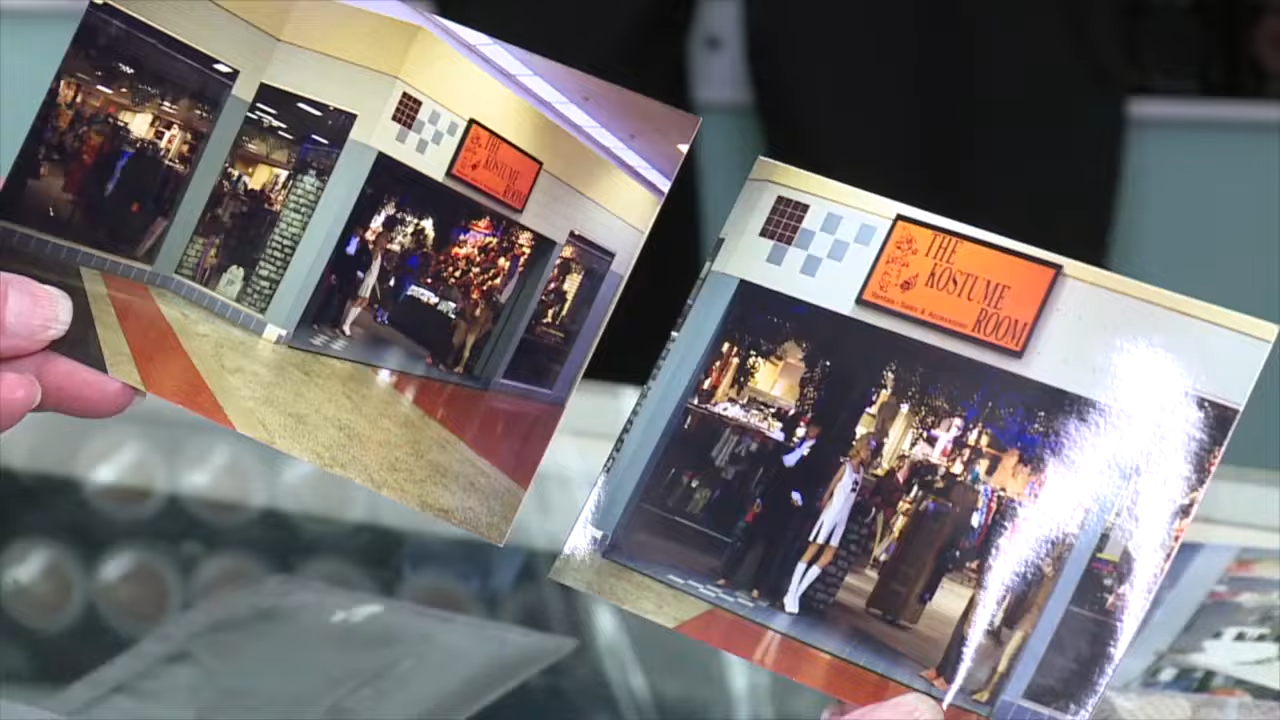 THE
KOSTUME
ROOM
THE
KOSTUME
ROOM
Rentals - Sales & Accessories